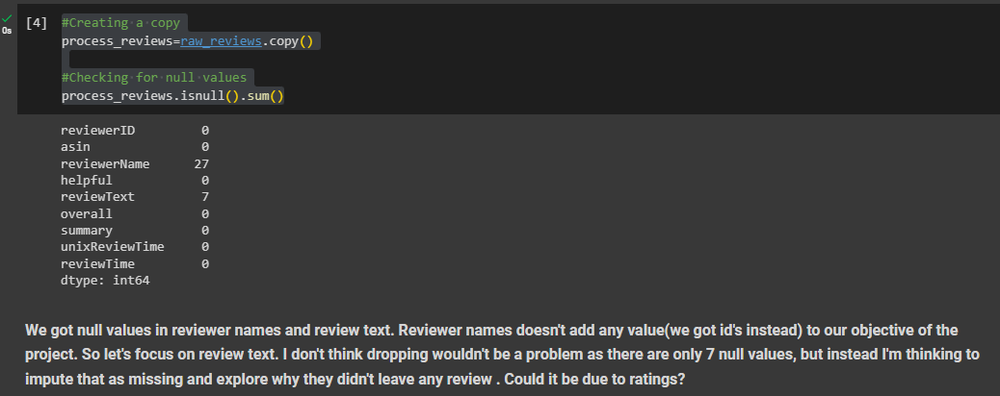 [4] #Creating a copy
0s process_reviews=raw_reviews.copy()
#Checking for null values
process_reviews.isnull().sum()
reviewerID 0
asin 0
reviewerName 27
helpful 0
reviewText 7
overall 0
summary 0
unixReviewTime 0
reviewTime 0
dtype: int64
We got null values in reviewer names and review text. Reviewer names doesn't add any value(we got id's instead) to our objective of the
project. So let's focus on review text. I don't think dropping wouldn't be a problem as there are only 7 null values, but instead I'm thinking to
impute that as missing and explore why they didn't leave any review . Could it be due to ratings?